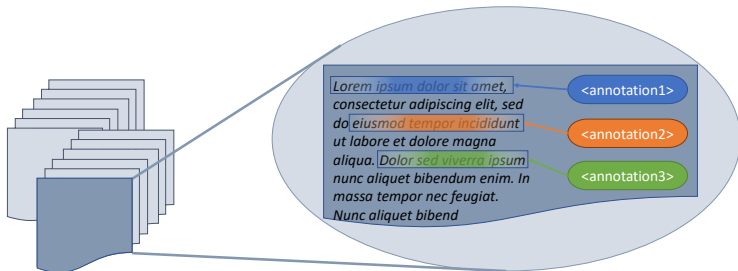 Lorem ipsum dolor sit amet,
consectetur adipiscing elit, sed
do eiusmod tempor incididunt
ut labore et dolore magna
aliqua. Dolor sed viverra ipsum
nunc aliquet bibendum enim. In
massa tempor nec feugiat.
Nunc aliquet bibend
<annotation1>
<annotation2>
<annotation3>